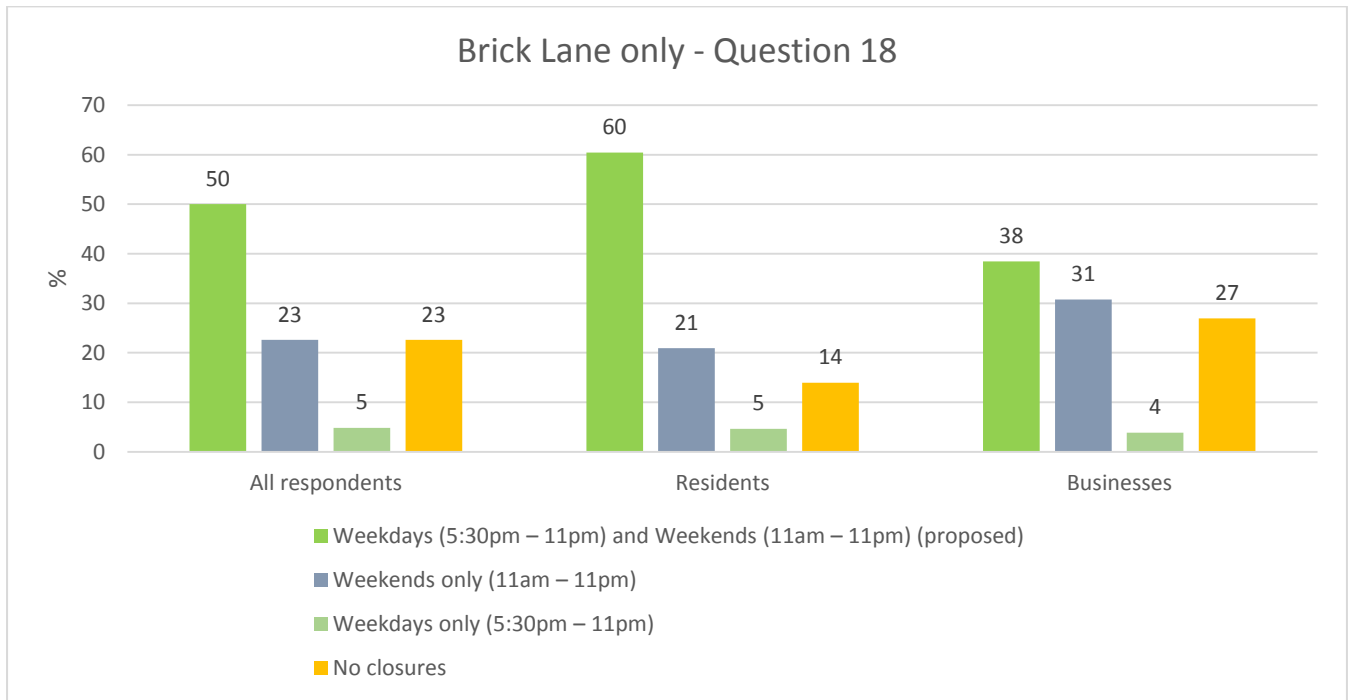 Brick Lane only - Question 18
70
60
50
40
30
20
10
0
%
50
23
5
23
60
21
5
14
38
31
4
27
All respondents
Residents
Businesses
Weekdays (5:30pm – 11pm) and Weekends (11am – 11pm) (proposed)
Weekends only (11am – 11pm)
Weekdays only (5:30pm – 11pm)
No closures